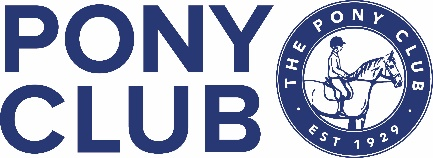 PONY
CLUB
THE PONY CLUB
· EST 1929 ·